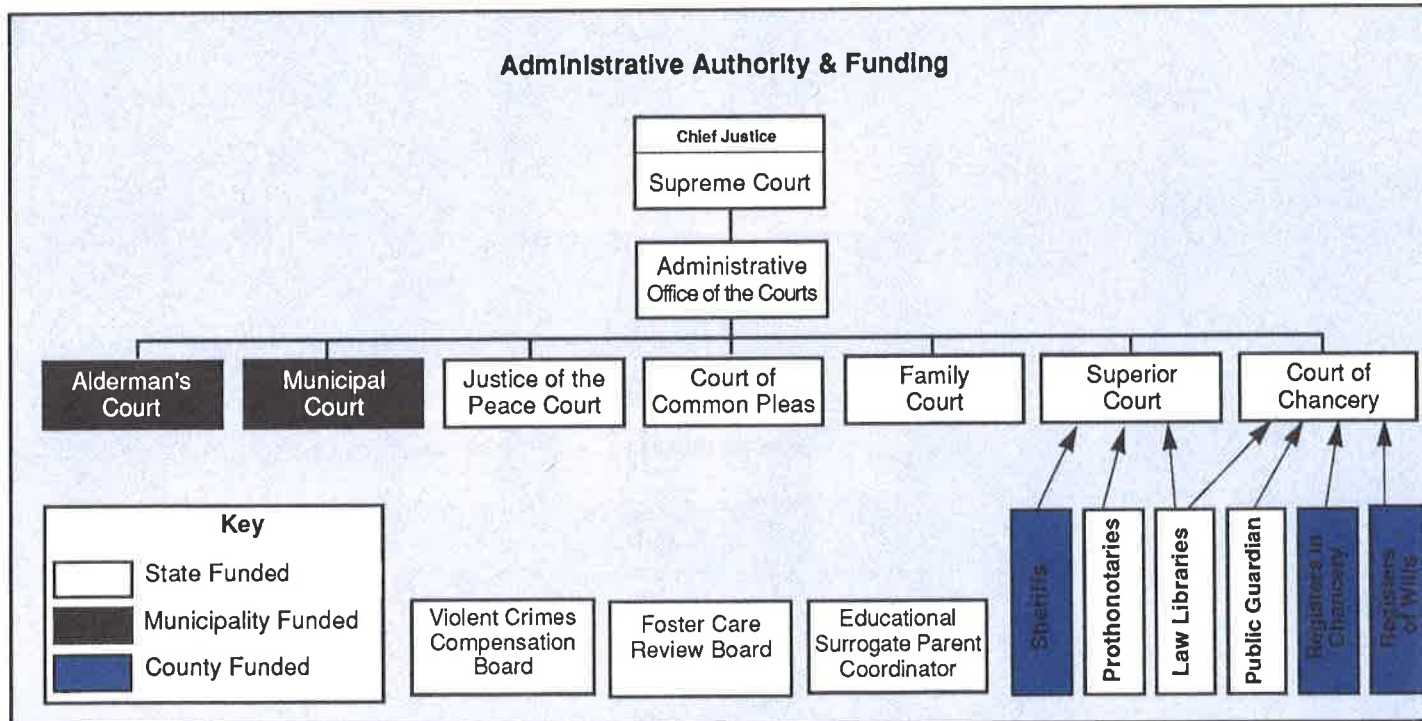 Administrative Authority & Funding
Chief Justice
Supreme Court
Administrative
Office of the Courts
Alderman's
Court
Municipal
Court
Justice of the
Peace Court
Court of
Common Pleas
Family
Court
Superior
Court
Court of
Chancery
Key
State Funded
Municipality Funded
County Funded
Violent Crimes
Compensation
Board
Foster Care
Review Board
Educational
Surrogate Parent
Coordinator
Sheriffs
Prothonotaries
Law Libraries
Public Guardian
Registers in
Chancery
Registers
of Wills